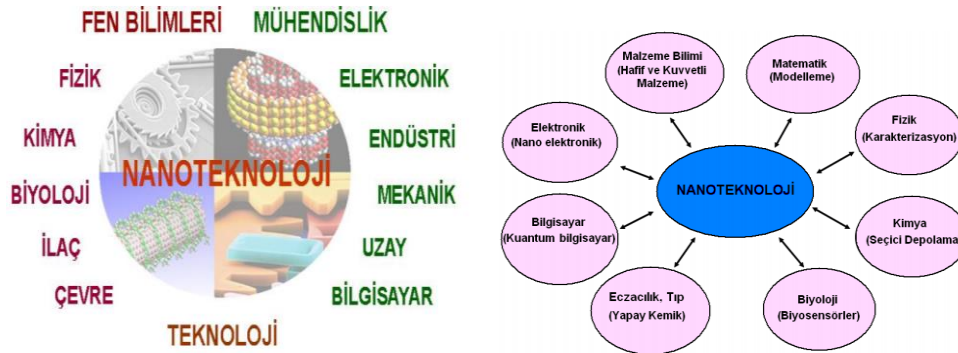 FEN BİLİMLERİ
MÜHENDİSLİK
FİZİK
ELEKTRONİK
KİMYA
ENDÜSTRİ
NANOTEKNOLOJİ
BİYOLOJİ
MEKANİK
İLAÇ
UZAY
ÇEVRE
BİLGİSAYAR
TEKNOLOJİ
Malzeme Bilimi
(Hafif ve Kuvvetli
Malzeme)
Matematik
(Modelleme)
Elektronik
(Nano elektronik)
Fizik
(Karakterizasyon)
NANOTEKNOLOJİ
Bilgisayar
(Kuantum bilgisayar)
Kimya
(Seçici Depolama
Eczacılık, Tıp
(Yapay Kemik)
Biyoloji
(Biyosensörler)